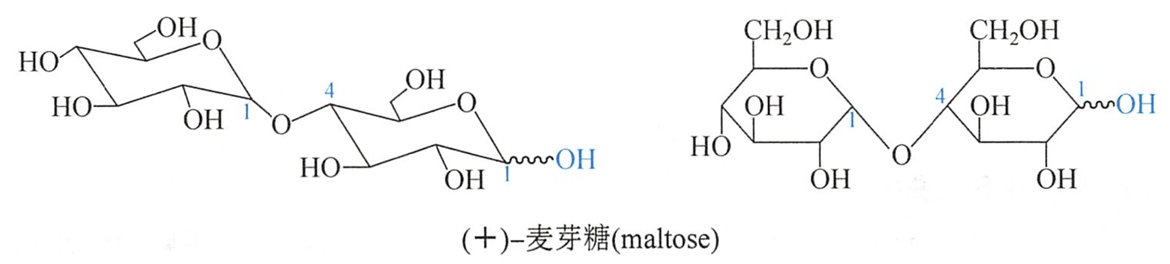 OH O
HO
HO OH 1 O 4 OH O
HO OH 1 OH
CH₂OH CH₂OH
O O
OH 1 4 OH 1 OH
HO O
OH OH
(+)-麦芽糖(maltose)